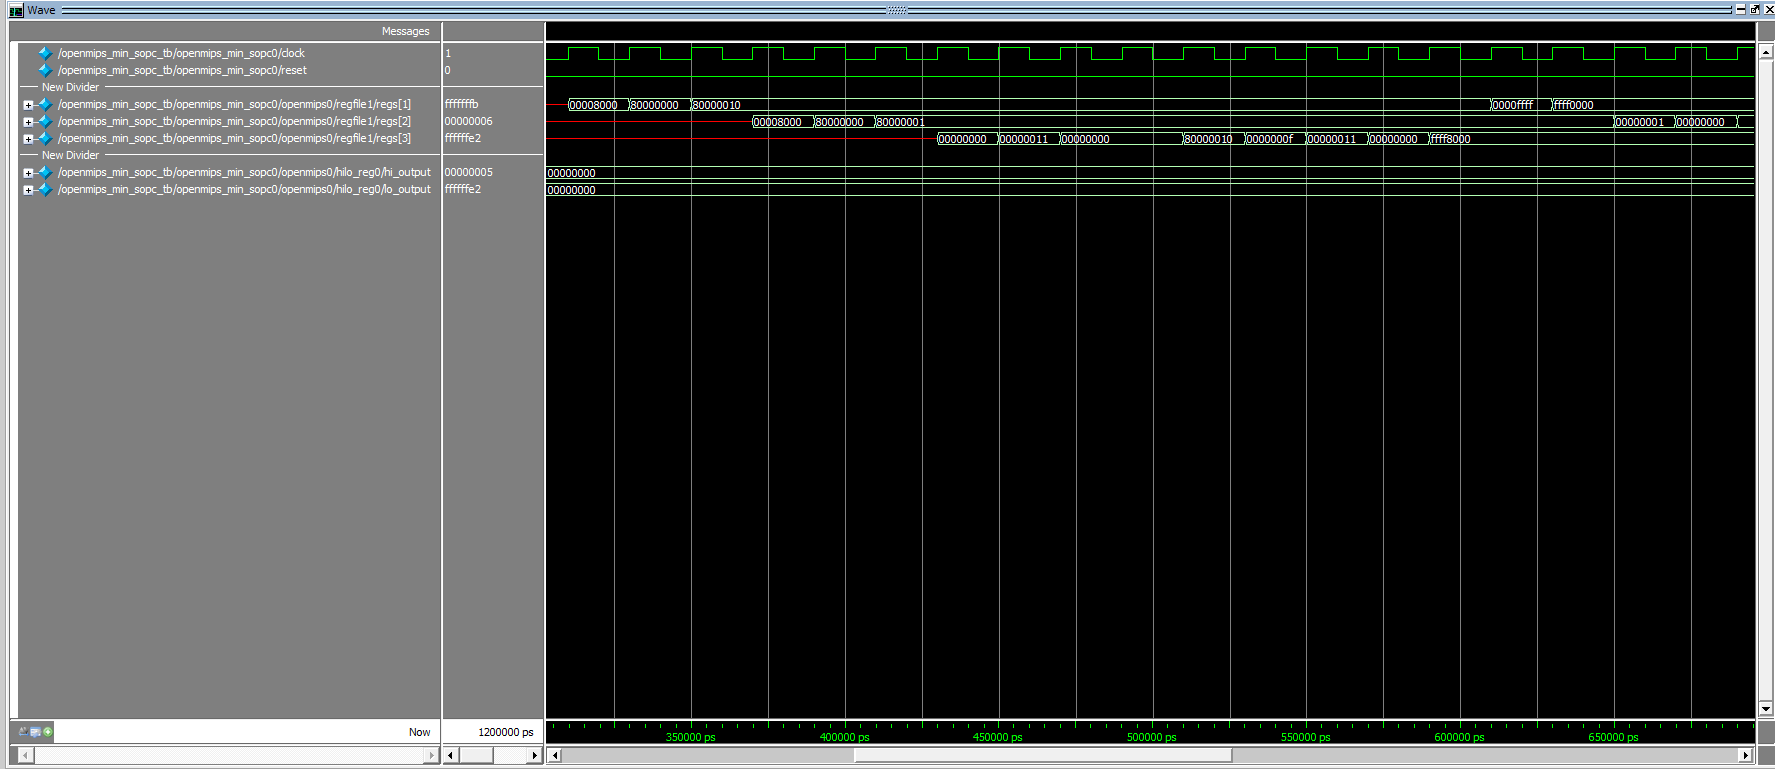 Wave
Messages
/openmips_min_sopc_tb/openmips_min_sopc0/clock 1
/openmips_min_sopc_tb/openmips_min_sopc0/reset 0
New Divider
/openmips_min_sopc_tb/openmips_min_sopc0/openmips0/regfile1/regs[1] fffffffb 00008000 80000000 80000010 0000ffff ffff0000
/openmips_min_sopc_tb/openmips_min_sopc0/openmips0/regfile1/regs[2] 00000006 00008000 80000000 80000001 00000001 00000000
/openmips_min_sopc_tb/openmips_min_sopc0/openmips0/regfile1/regs[3] ffffffe2 00000000 00000011 00000000 80000010 0000000f 00000011 00000000 ffff8000
New Divider
/openmips_min_sopc_tb/openmips_min_sopc0/openmips0/hilo_reg0/hi_output 00000005 00000000
/openmips_min_sopc_tb/openmips_min_sopc0/openmips0/hilo_reg0/lo_output ffffffe2 00000000
Now 1200000 ps
350000 ps 400000 ps 450000 ps 500000 ps 550000 ps 600000 ps 650000 ps